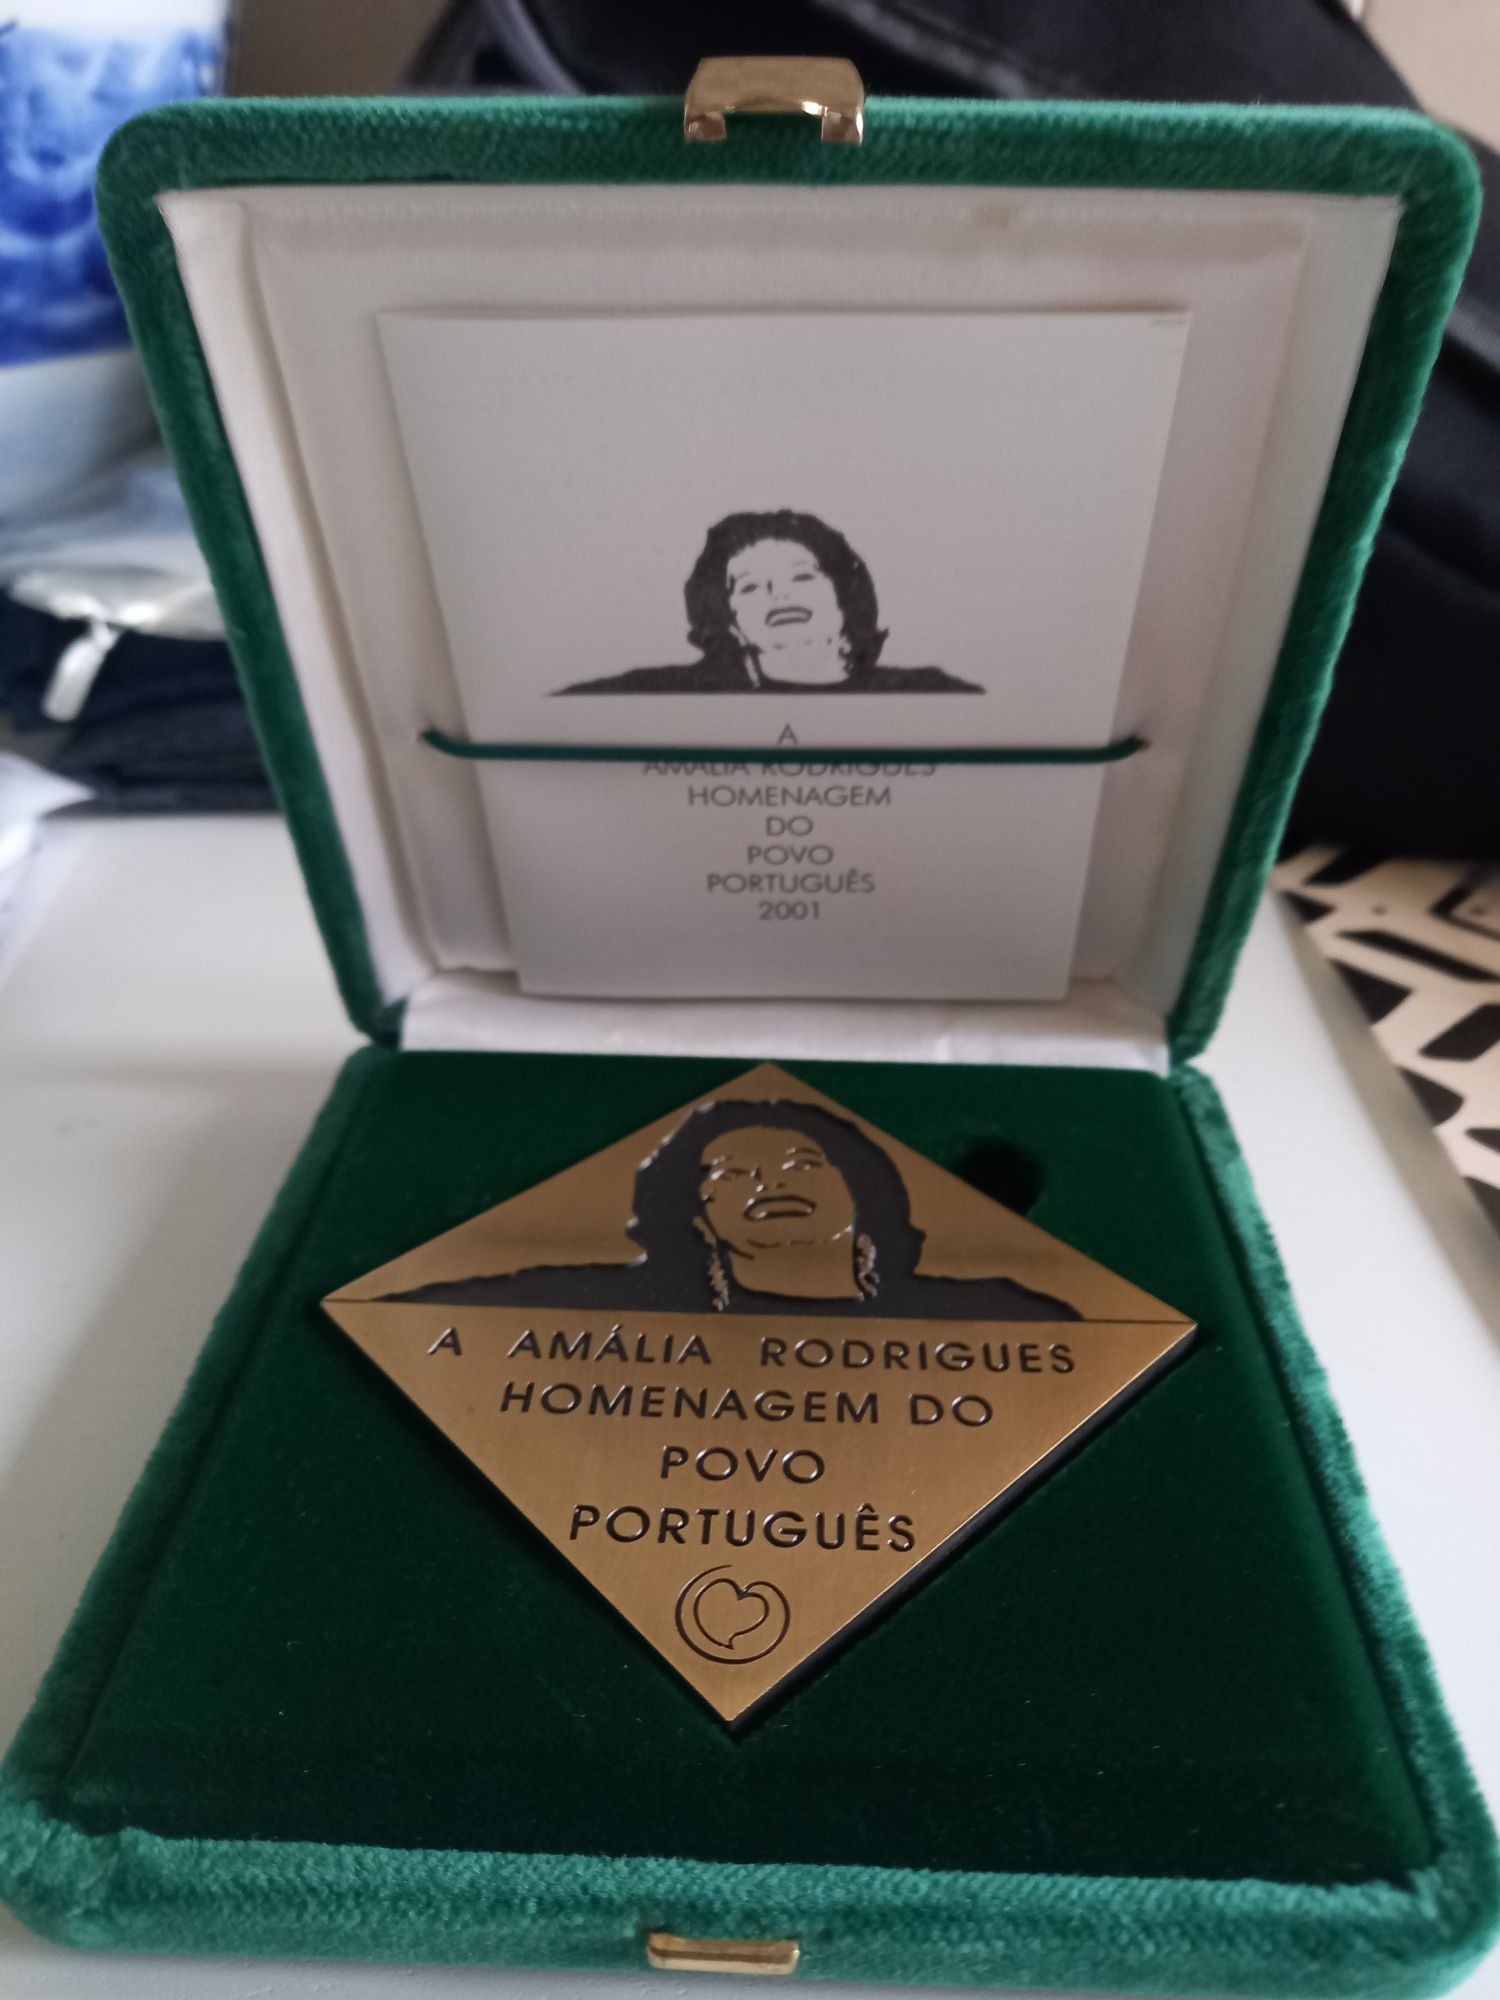 A
AMÁLIA RODRIGUES
HOMENAGEM
DO
POVO
PORTUGUÊS
2001
A AMÁLIA RODRIGUES
HOMENAGEM DO
POVO
PORTUGUÊS